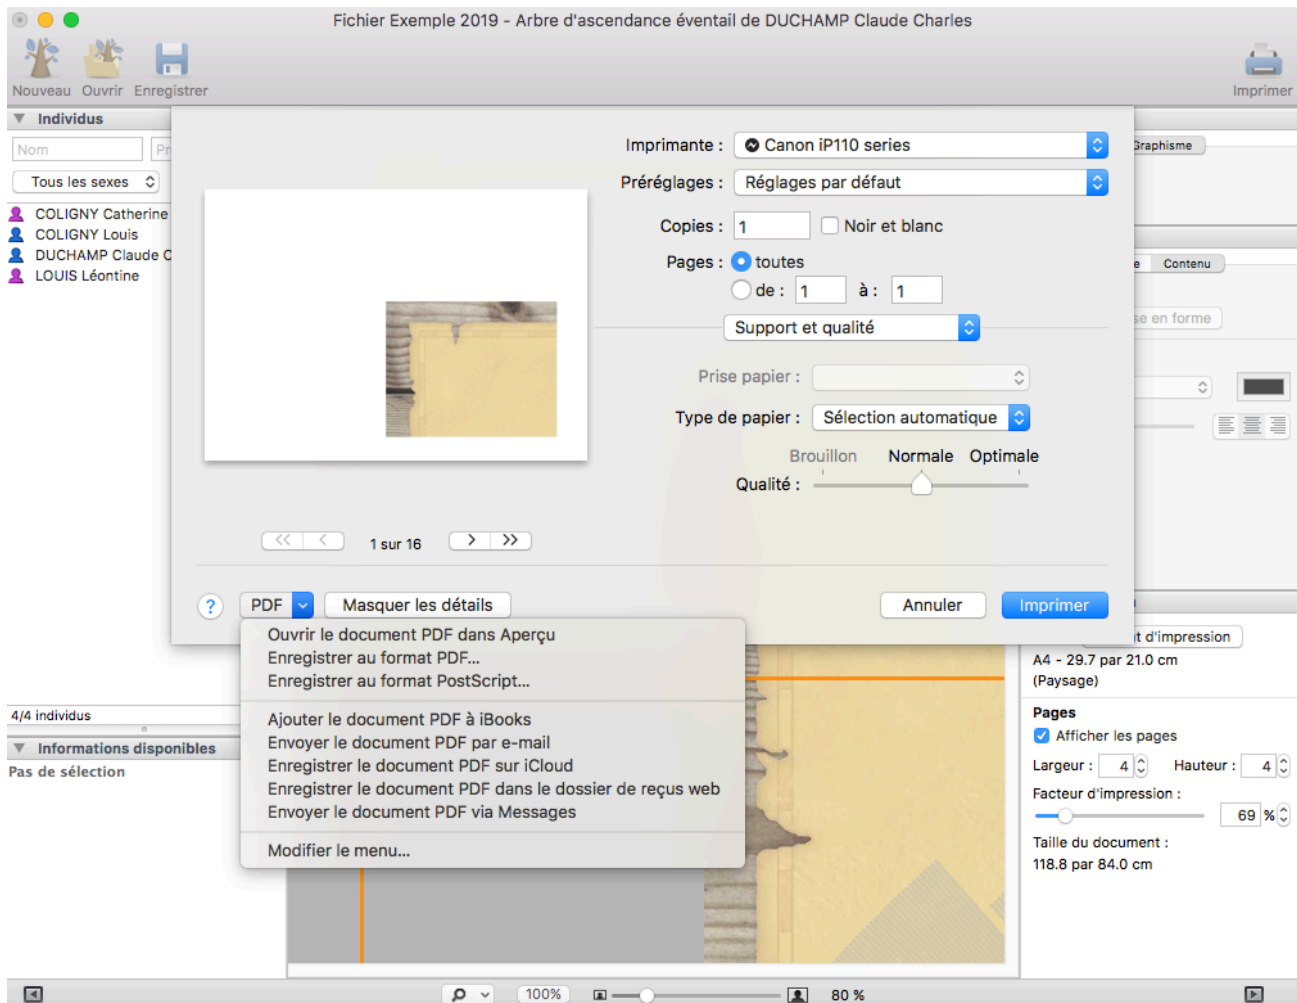 Fichier Exemple 2019 - Arbre d'ascendance éventail de DUCHAMP Claude Charles
Nouveau Ouvrir Enregistrer Imprimer
Individus
Nom
Tous les sexes
COLIGNY Catherine
COLIGNY Louis
DUCHAMP Claude
LOUIS Léontine
4/4 individus
Informations disponibles
Pas de sélection
Imprimante : Canon iP110 series
Préréglages : Réglages par défaut
Copies : 1 Noir et blanc
Pages : toutes
de : 1 à : 1
Support et qualité
Prise papier :
Type de papier : Sélection automatique
Brouillon Normale Optimale
Qualité :
1 sur 16
? PDF Masquer les détails Annuler Imprimer
Ouvrir le document PDF dans Aperçu
Enregistrer au format PDF...
Enregistrer au format PostScript...
Ajouter le document PDF à iBooks
Envoyer le document PDF par e-mail
Enregistrer le document PDF sur iCloud
Enregistrer le document PDF dans le dossier de reçus web
Envoyer le document PDF via Messages
Modifier le menu...
Graphisme
Contenu
en forme
d'impression
A4 - 29.7 par 21.0 cm
(Paysage)
Pages
Afficher les pages
Largeur : 4 Hauteur : 4
Facteur d'impression :
69 %
Taille du document :
118.8 par 84.0 cm
100% 80 %